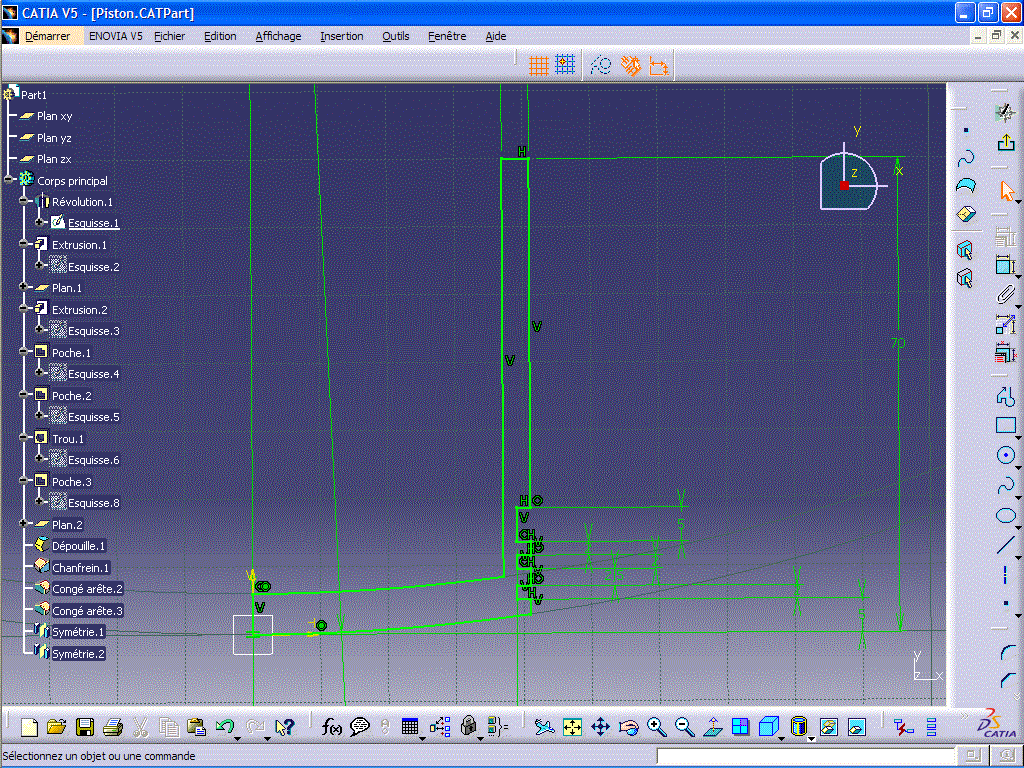 CATIA V5 - [Piston.CATPart]
Démarrer ENOVIA V5 Fichier Edition Affichage Insertion Outils Fenêtre Aide
Part1
Plan xy
Plan yz
Plan zx
Corps principal
Révolution.1
Esquisse.1
Extrusion.1
Esquisse.2
Plan.1
Extrusion.2
Esquisse.3
Poche.1
Esquisse.4
Poche.2
Esquisse.5
Trou.1
Esquisse.6
Poche.3
Esquisse.8
Plan.2
Dépouille.1
Chanfrein.1
Congé arête.2
Congé arête.3
Symétrie.1
Symétrie.2
y
z
x
H
V
V
70
H
V
5
V
y
z x
f(x)
CATIA
Sélectionnez un objet ou une commande